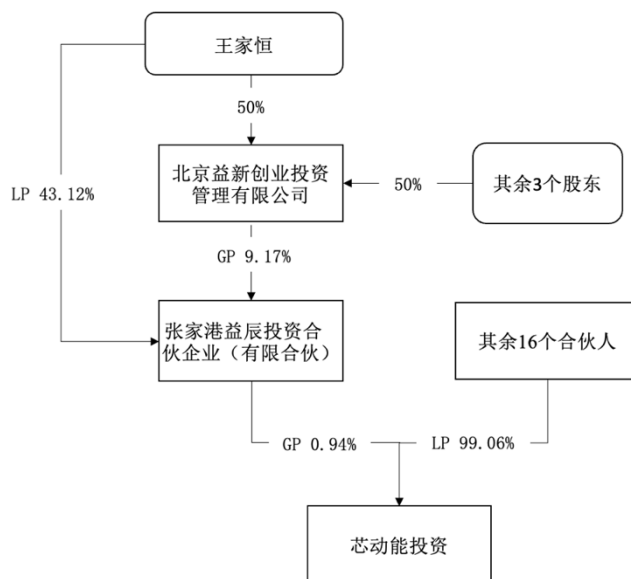 王家恒
50%
北京益新创业投资
管理有限公司
50%
其余3个股东
LP 43.12%
GP 9.17%
张家港益辰投资合
伙企业（有限合伙）
其余16个合伙人
GP 0.94%
LP 99.06%
芯动能投资